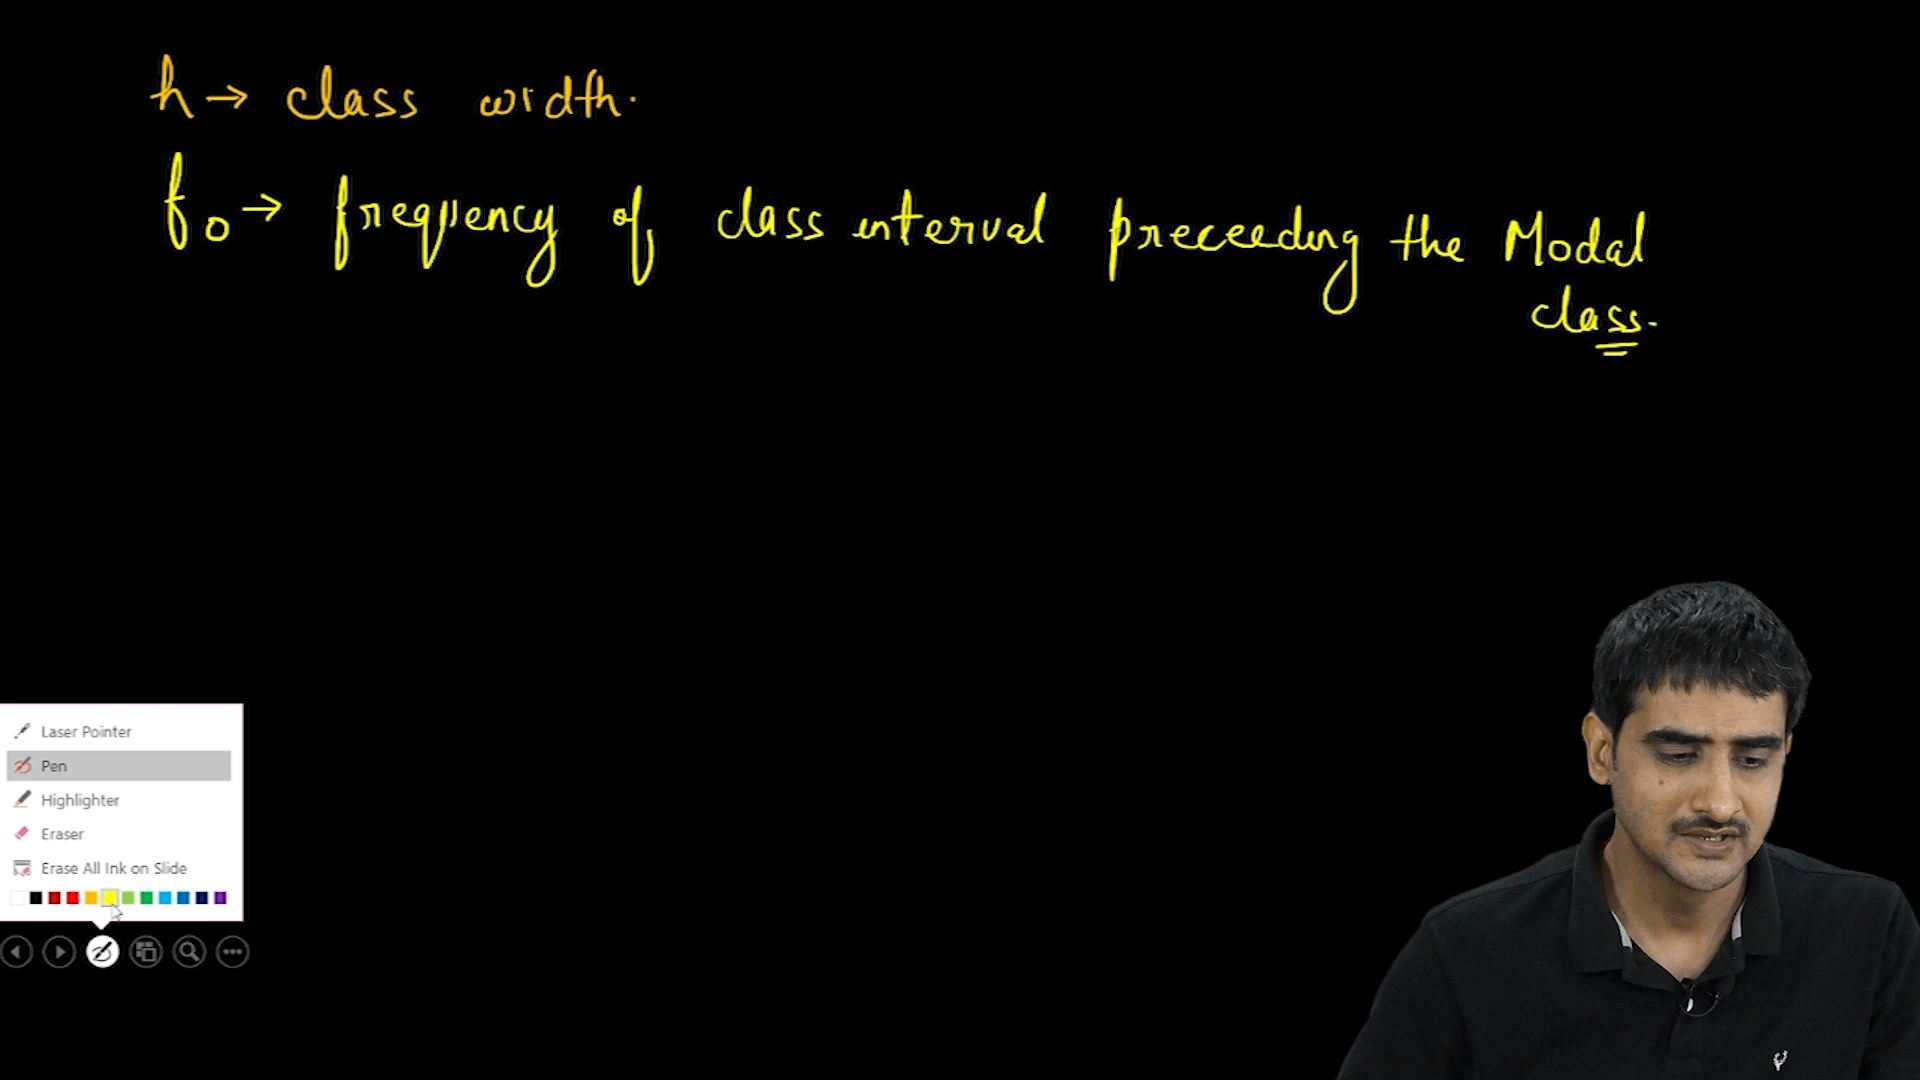 h → class width.
f0 → frequency of class interval preceeding the Modal
class.
Laser Pointer
Pen
Highlighter
Eraser
Erase All Ink on Slide